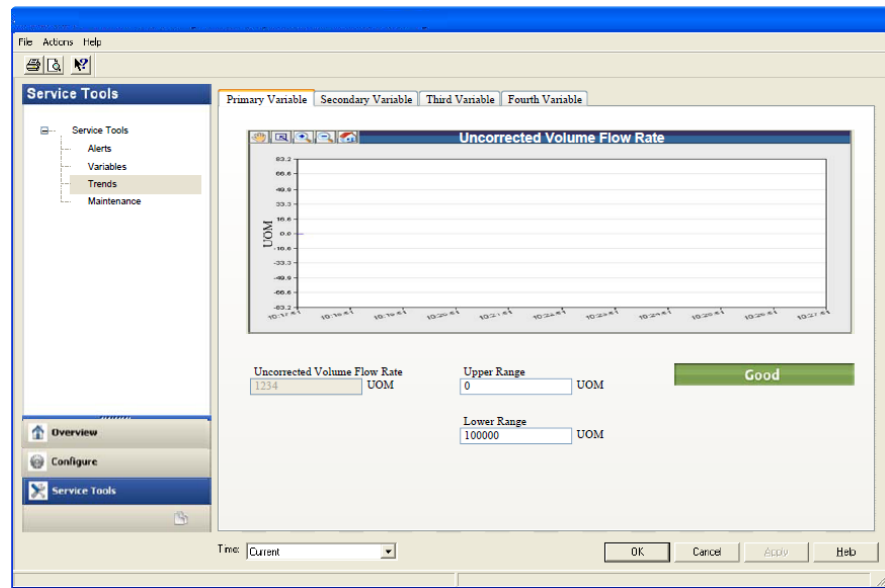 File Actions Help
Service Tools
Service Tools
Alerts
Variables
Trends
Maintenance
Overview
Configure
Service Tools
Primary Variable Secondary Variable Third Variable Fourth Variable
Uncorrected Volume Flow Rate
UOM
83.2
66.6
49.9
33.3
16.6
0.0
-16.6
-33.3
-49.9
-66.6
-83.2
Uncorrected Volume Flow Rate
1234 UOM
Upper Range
0 UOM
Good
Lower Range
100000 UOM
Time: Current
OK Cancel Apply Help